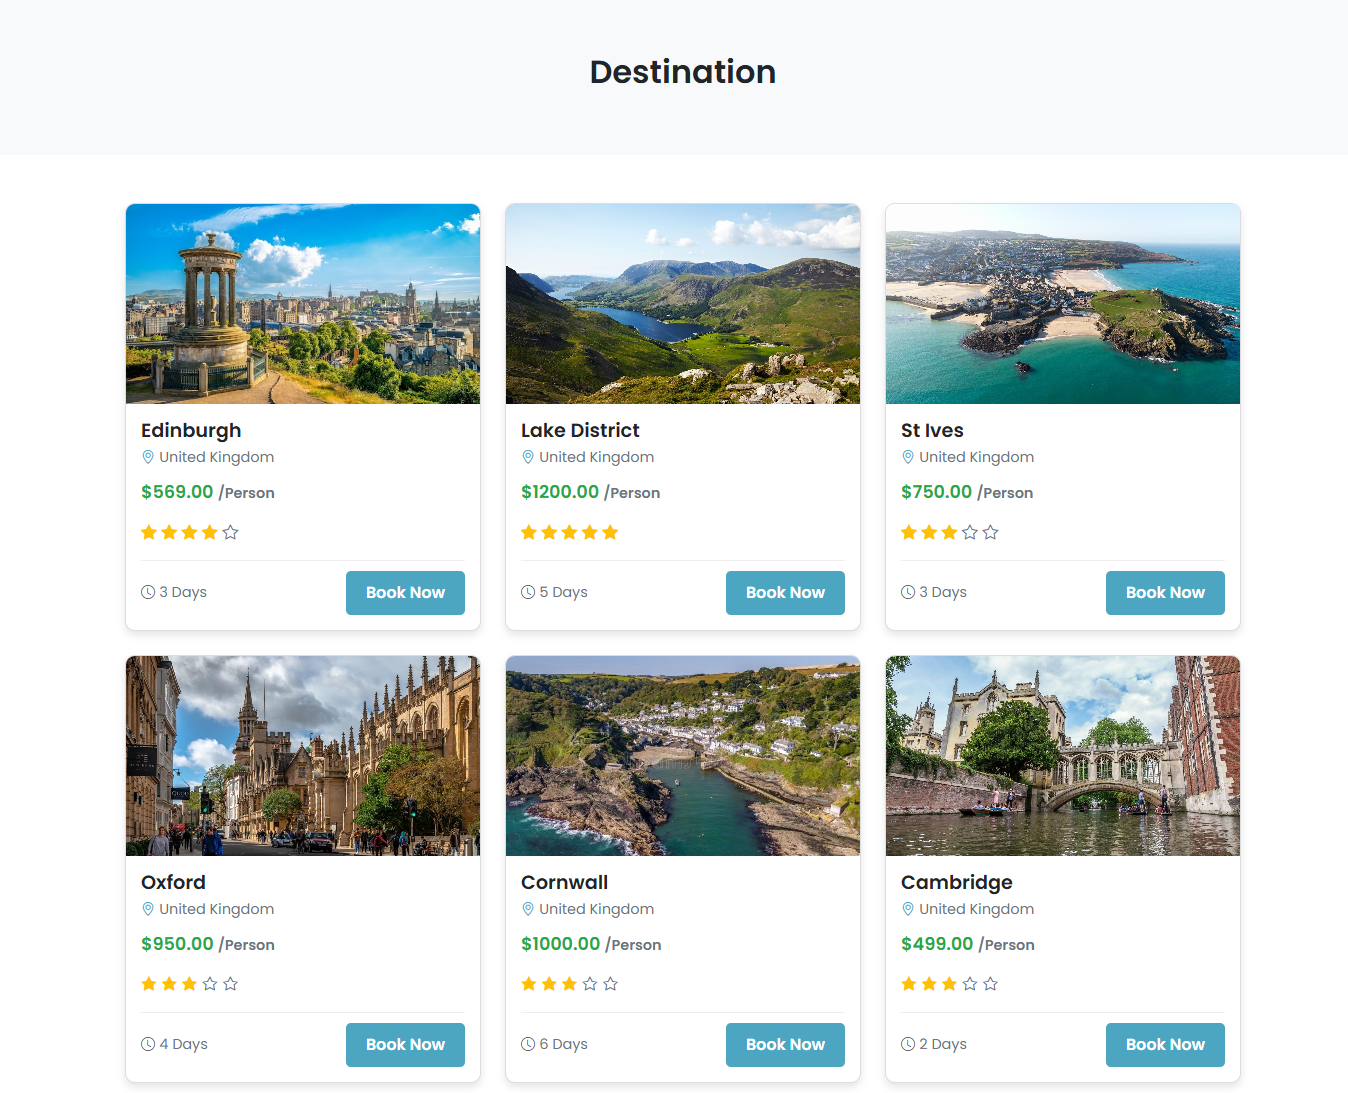 Destination
Edinburgh
United Kingdom
$569.00 /Person
3 Days
Book Now
Lake District
United Kingdom
$1200.00 /Person
5 Days
Book Now
St Ives
United Kingdom
$750.00 /Person
3 Days
Book Now
Oxford
United Kingdom
$950.00 /Person
4 Days
Book Now
Cornwall
United Kingdom
$1000.00 /Person
6 Days
Book Now
Cambridge
United Kingdom
$499.00 /Person
2 Days
Book Now